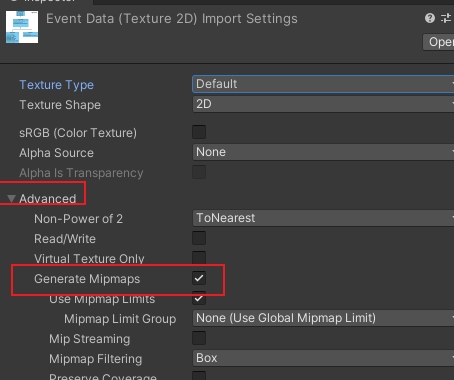 Event Data (Texture 2D) Import Settings
Texture Type Default
Texture Shape 2D
sRGB (Color Texture)
Alpha Source None
Alpha Is Transparency
Advanced
Non-Power of 2 ToNearest
Read/Write
Virtual Texture Only
Generate Mipmaps
Use Mipmap Limits
Mipmap Limit Group None (Use Global Mipmap Limit)
Mip Streaming
Mipmap Filtering Box
Preserve Coverage